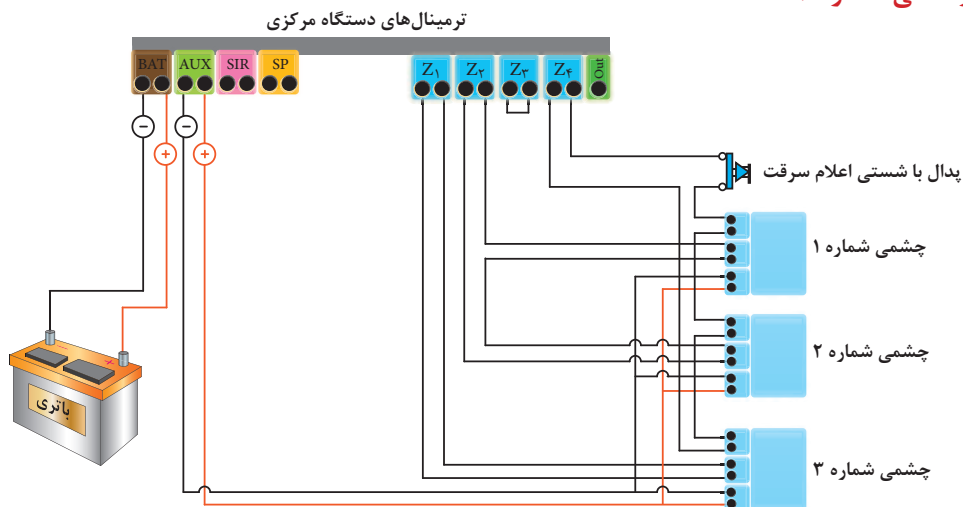 ترمینال‌های دستگاه مرکزی
BAT AUX SIR SP Z۱ Z۲ Z۳ Z۴ Out
− + − +
پدال با شستی اعلام سرقت
چشمی شماره ۱
چشمی شماره ۲
چشمی شماره ۳
− +
باتری